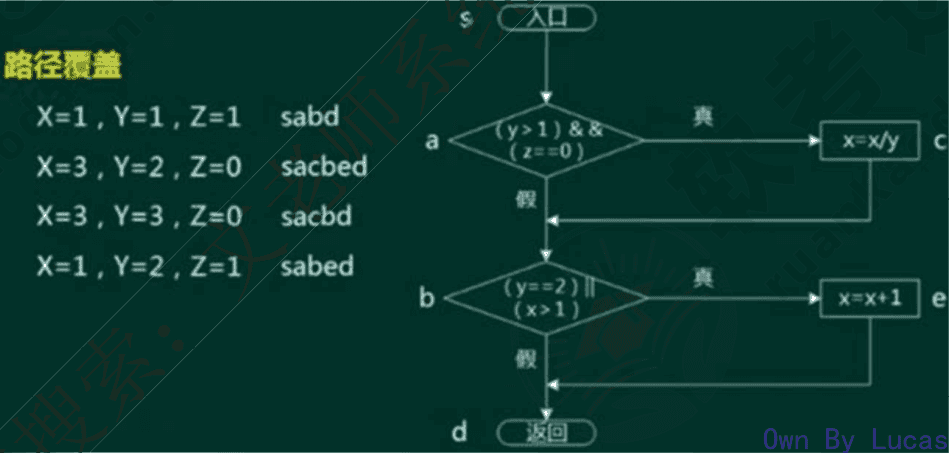 路径覆盖
X=1，Y=1，Z=1 sabd
X=3，Y=2，Z=0 sacbed
X=3，Y=3，Z=0 sacbd
X=1，Y=2，Z=1 sabed
s 入口
a (y>1)&&
(z==0)
真
x=x/y c
假
b (y==2)||
(x>1)
真
x=x+1 e
假
d 返回
Own By Lucas